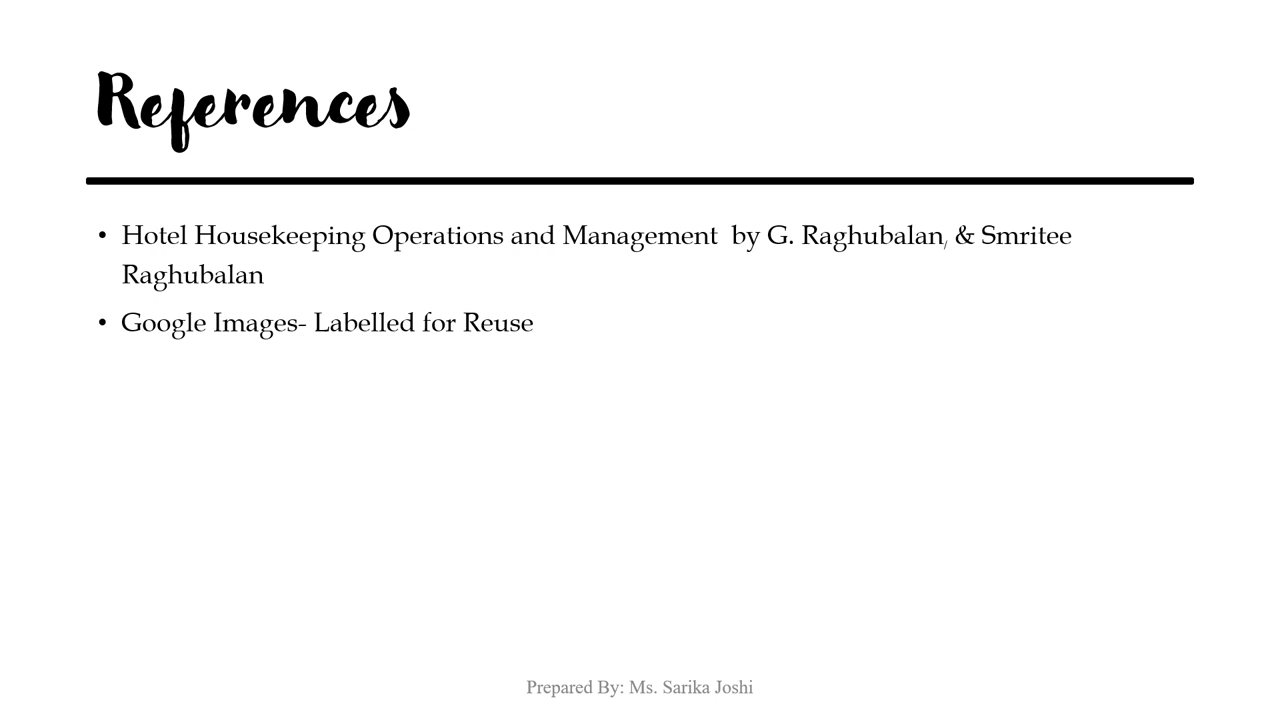 References
• Hotel Housekeeping Operations and Management  by G. Raghubalan, & Smritee
Raghubalan
• Google Images- Labelled for Reuse
Prepared By: Ms. Sarika Joshi